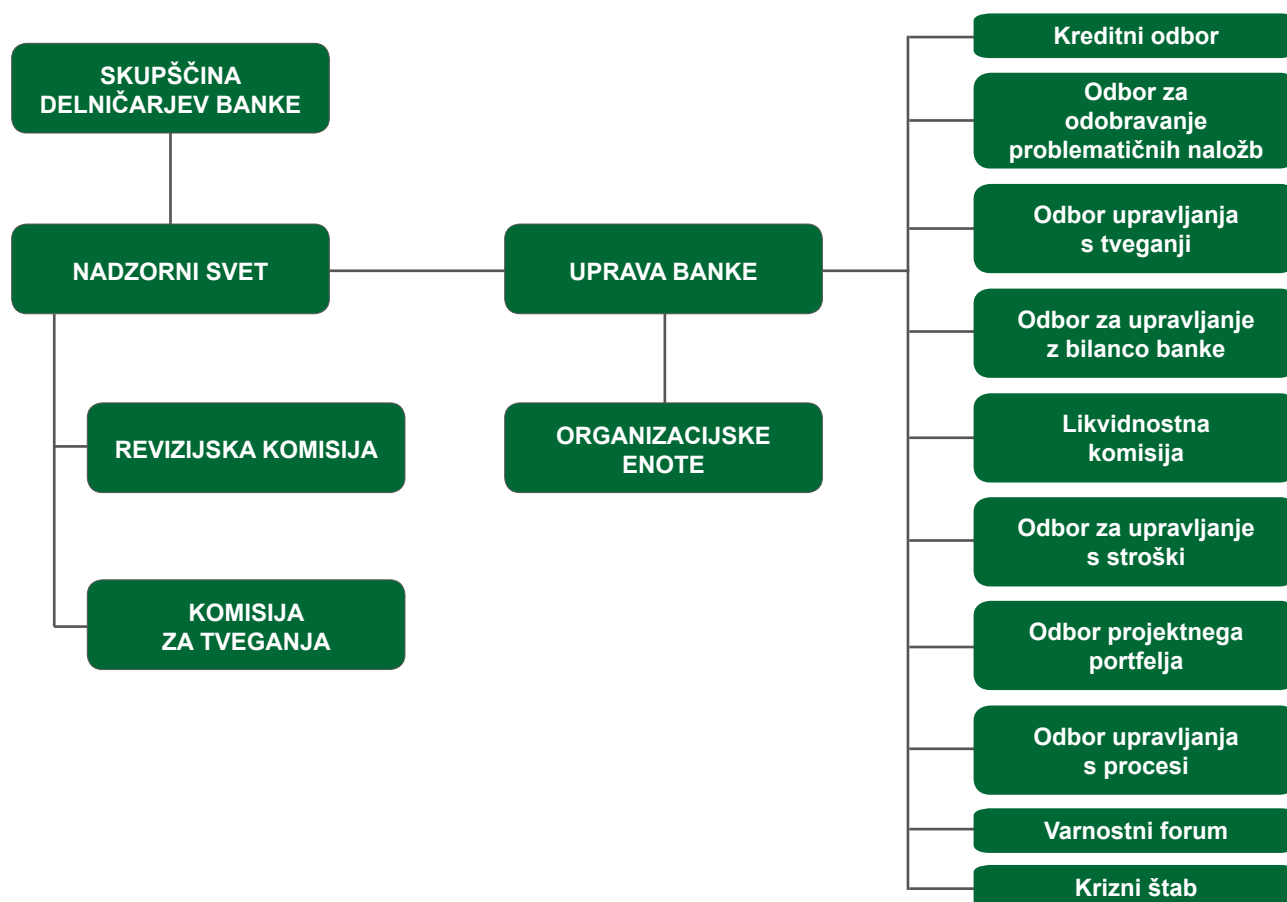 SKUPŠČINA
DELNIČARJEV BANKE
NADZORNI SVET
REVIZIJSKA KOMISIJA
KOMISIJA
ZA TVEGANJA
UPRAVA BANKE
ORGANIZACIJSKE
ENOTE
Kreditni odbor
Odbor za
odobravanje
problematičnih naložb
Odbor upravljanja
s tveganji
Odbor za upravljanje
z bilanco banke
Likvidnostna
komisija
Odbor za upravljanje
s stroški
Odbor projektnega
portfelja
Odbor upravljanja
s procesi
Varnostni forum
Krizni štab